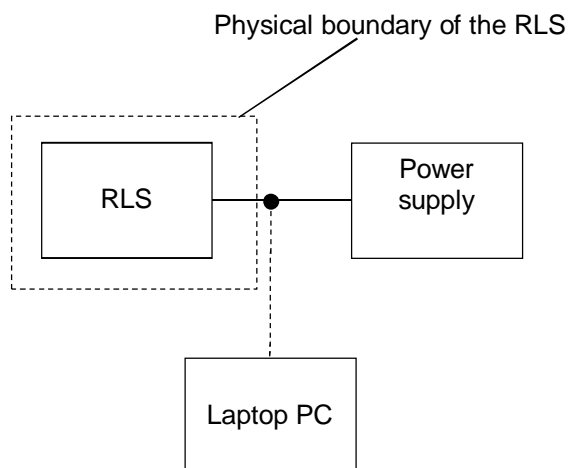 Physical boundary of the RLS
RLS
Power
supply
Laptop PC